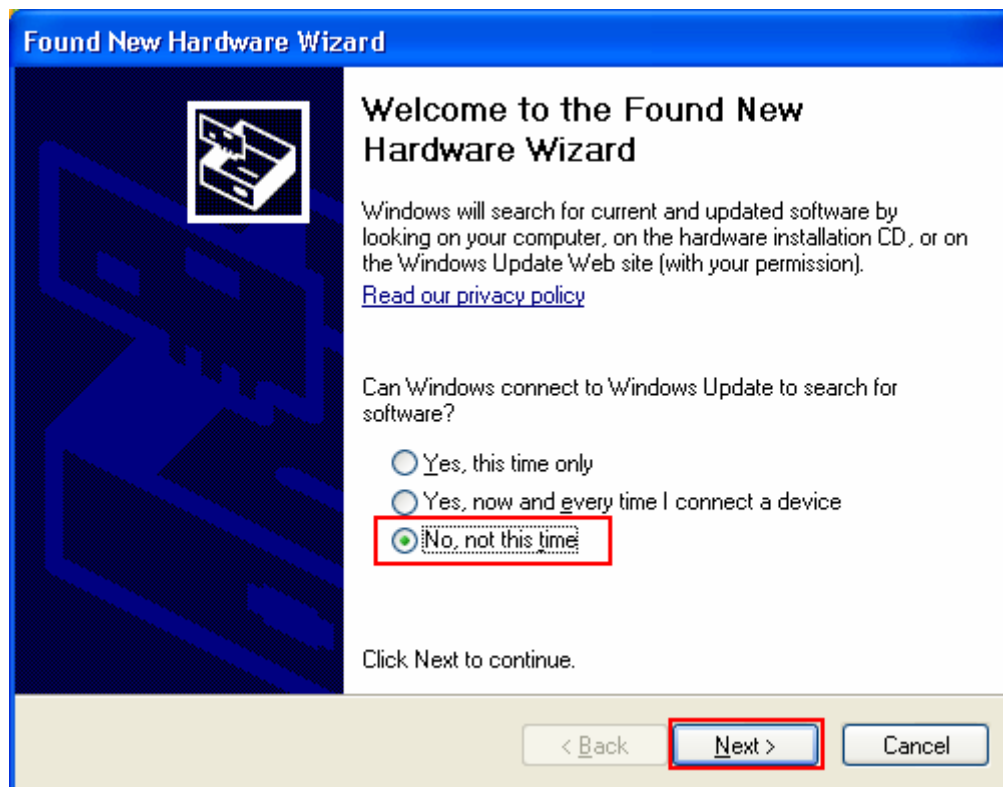 Found New Hardware Wizard
Welcome to the Found New
Hardware Wizard
Windows will search for current and updated software by
looking on your computer, on the hardware installation CD, or on
the Windows Update Web site (with your permission).
Read our privacy policy
Can Windows connect to Windows Update to search for
software?
Yes, this time only
Yes, now and every time I connect a device
No, not this time
Click Next to continue.
< Back Next > Cancel